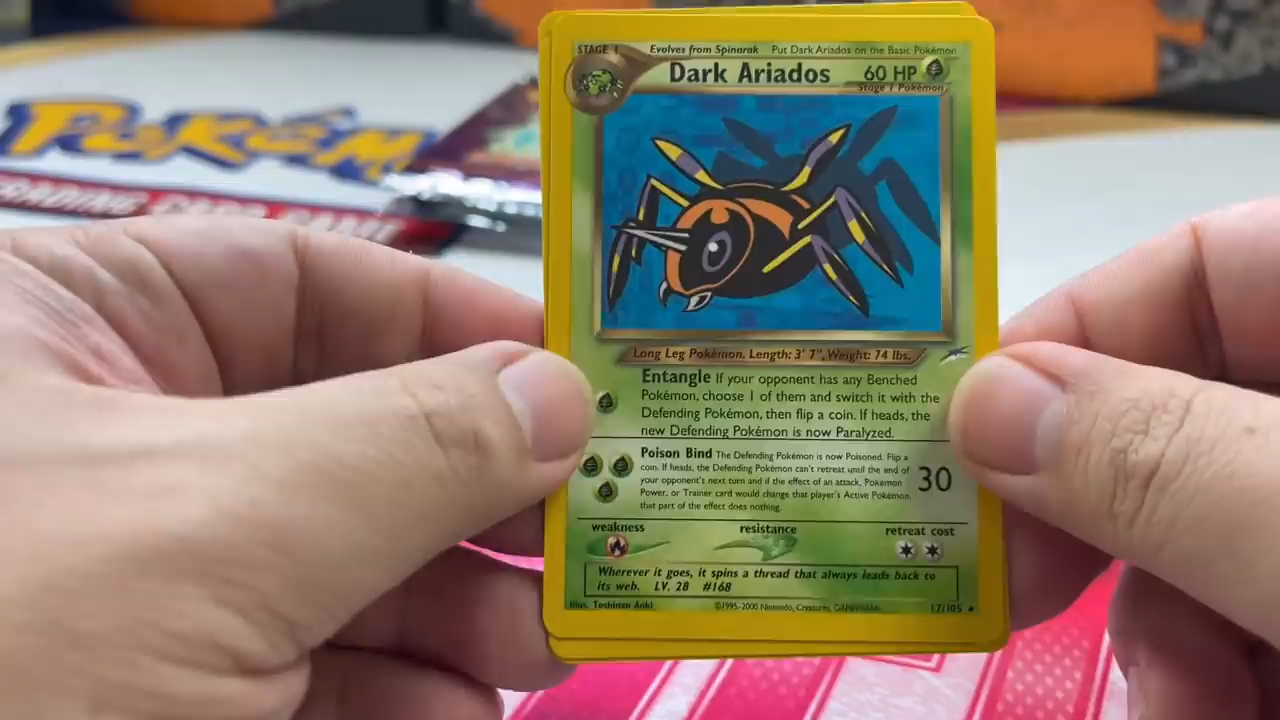 POKÉM
TRADING CARD GAME
STAGE 1 Evolves from Spinarak Put Dark Ariados on the Basic Pokémon
Dark Ariados 60 HP
Stage 1 Pokémon
Long Leg Pokémon. Length: 3' 7", Weight: 74 lbs.
Entangle If your opponent has any Benched
Pokémon, choose 1 of them and switch it with the
Defending Pokémon, then flip a coin. If heads, the
new Defending Pokémon is now Paralyzed.
Poison Bind The Defending Pokémon is now Poisoned. Flip a
coin. If heads, the Defending Pokémon can't retreat until the end of
your opponent's next turn and if the effect of an attack, Pokémon
Power, or Trainer card would change that player's Active Pokémon,
that part of the effect does nothing.
30
weakness resistance retreat cost
Wherever it goes, it spins a thread that always leads back to
its web. LV. 28 #168
Illus. Toshinao Aoki ©1995-2000 Nintendo, Creatures, GAMEFREAK. 17/105